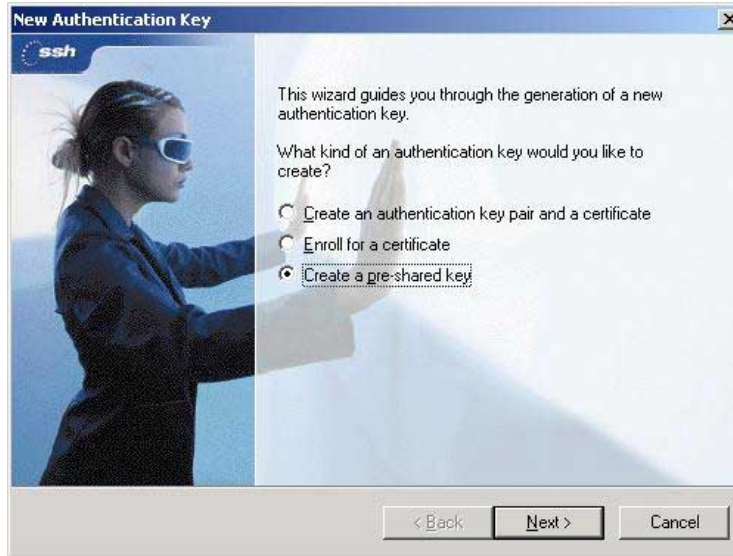 New Authentication Key
ssh
This wizard guides you through the generation of a new
authentication key.
What kind of an authentication key would you like to
create?
Create an authentication key pair and a certificate
Enroll for a certificate
Create a pre-shared key
< Back
Next >
Cancel